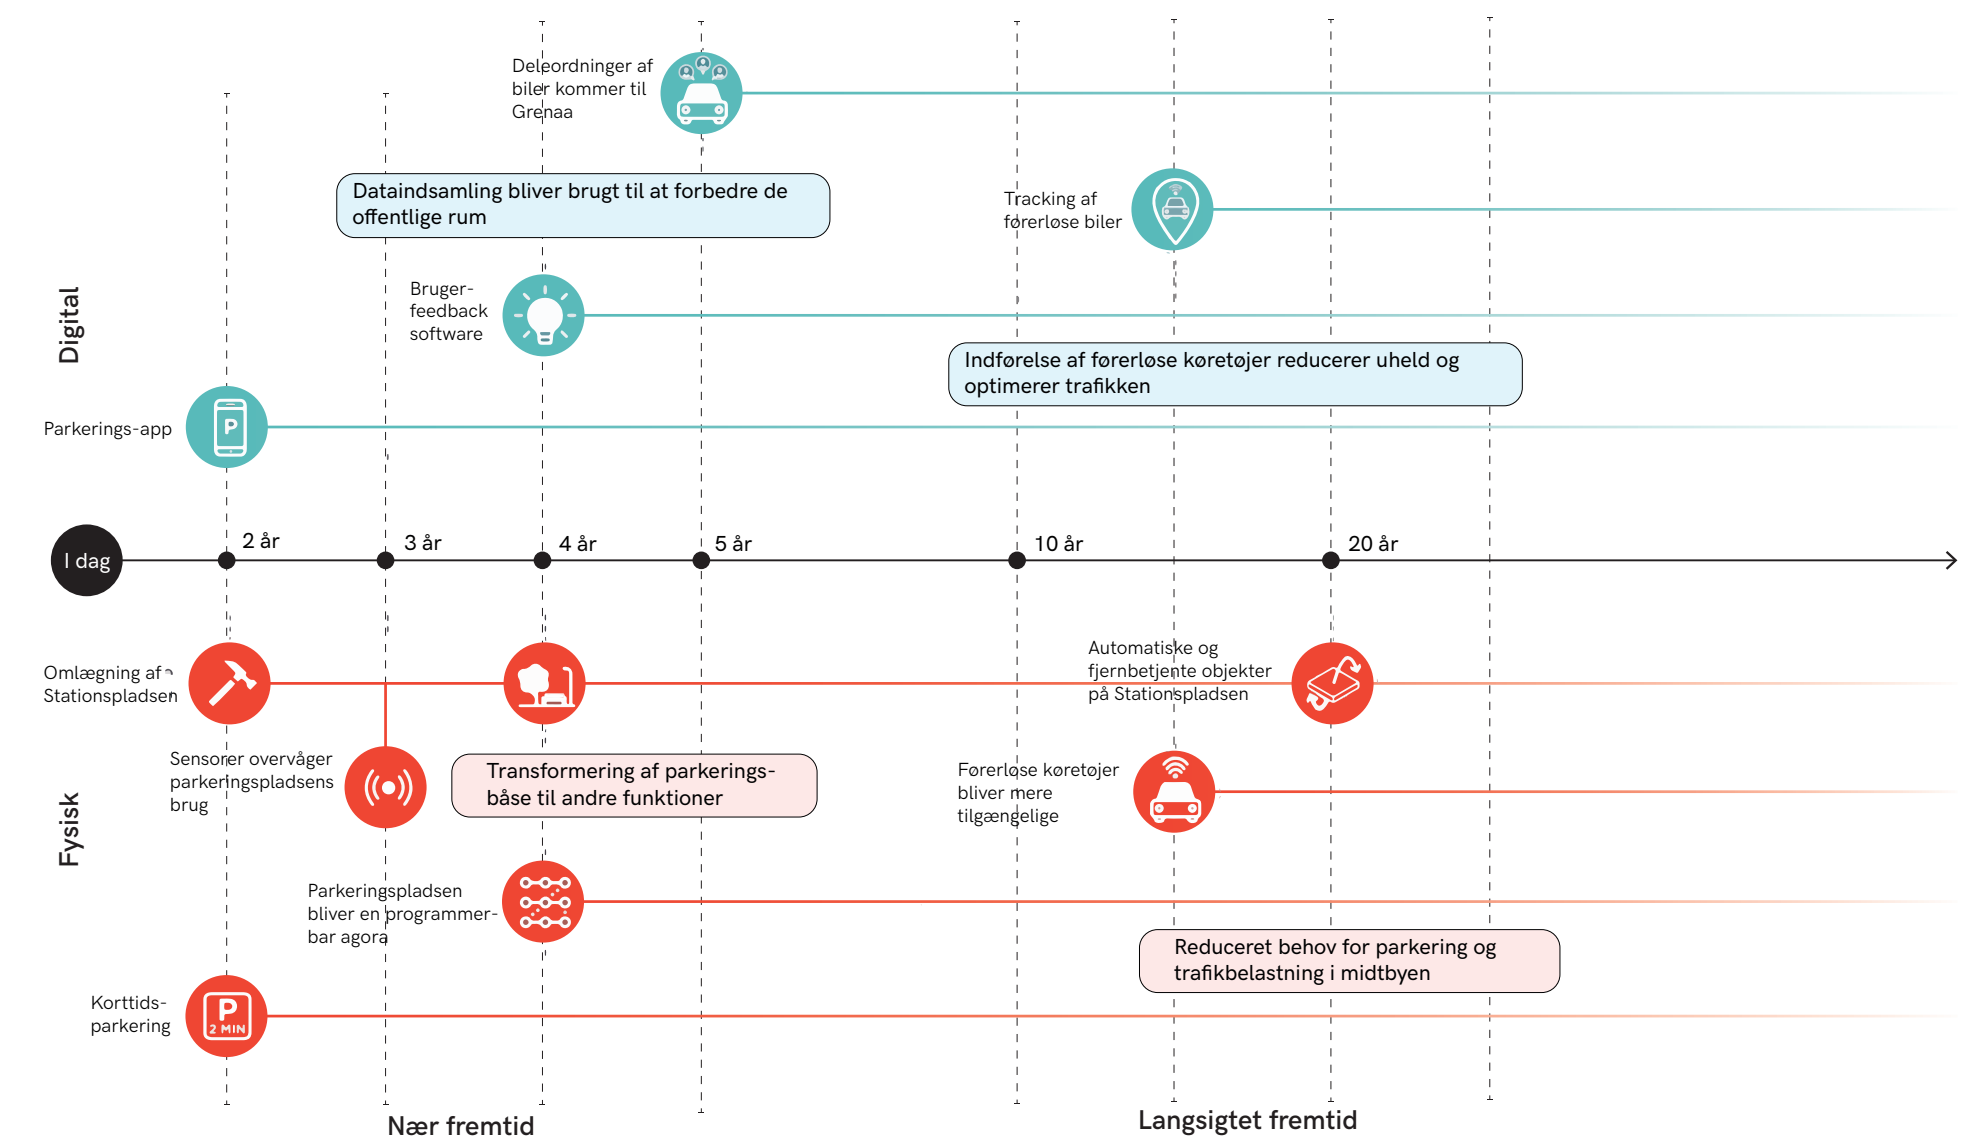 Deleordninger af
biler kommer til
Grenaa
Dataindsamling bliver brugt til at forbedre de
offentlige rum
Tracking af
førerløse biler
Bruger-
feedback
software
Digital
Indførelse af førerløse køretøjer reducerer uheld og
optimerer trafikken
Parkerings-app
P
I dag
2 år
3 år
4 år
5 år
10 år
20 år
Omlægning af
Stationspladsen
Automatiske og
fjernbetjente objekter
på Stationspladsen
Sensorer overvåger
parkeringspladsens
brug
Transformering af parkerings-
båse til andre funktioner
Førerløse køretøjer
bliver mere
tilgængelige
Fysisk
Parkeringspladsen
bliver en programmer-
bar agora
Reduceret behov for parkering og
trafikbelastning i midtbyen
Korttids-
parkering
P
2 MIN
Nær fremtid
Langsigtet fremtid